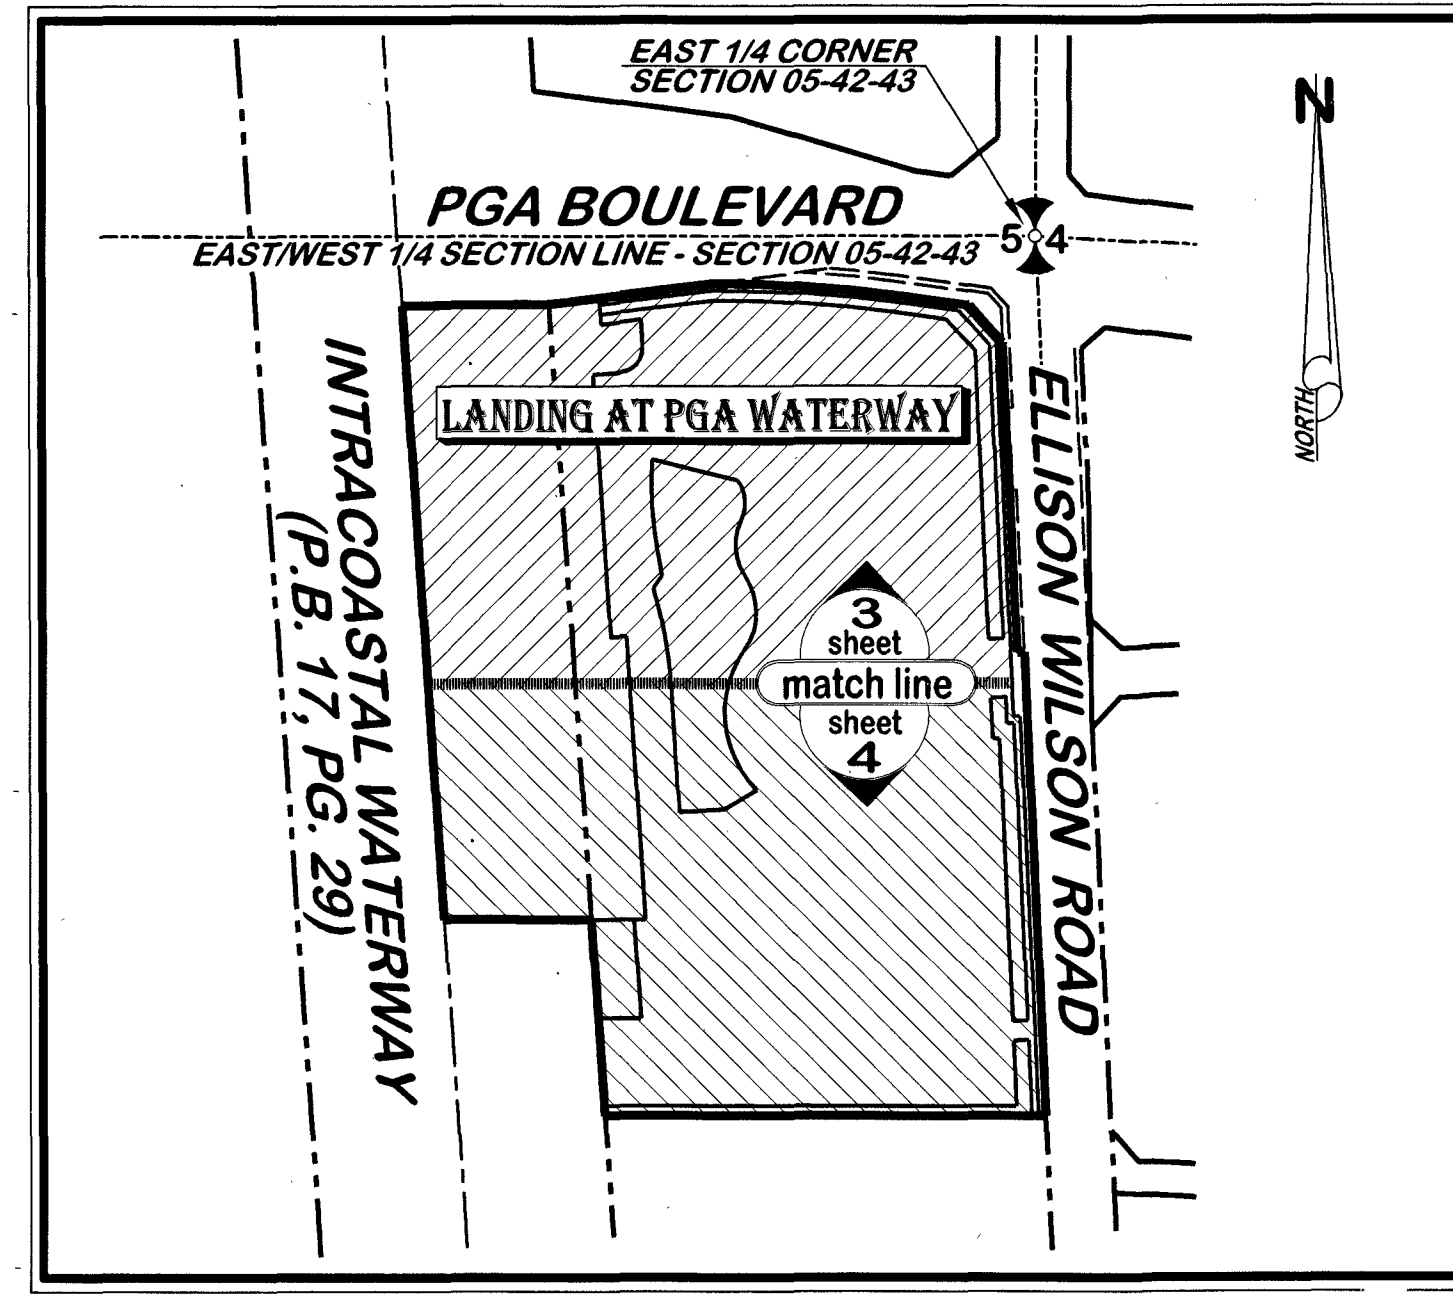 EAST 1/4 CORNER
SECTION 05-42-43
N
PGA BOULEVARD
5 4
EAST/WEST 1/4 SECTION LINE - SECTION 05-42-43
NORTH
LANDING AT PGA WATERWAY
INTRACOASTAL WATERWAY
(P.B. 17, PG. 29)
ELLISON WILSON ROAD
3
sheet
match line
sheet
4